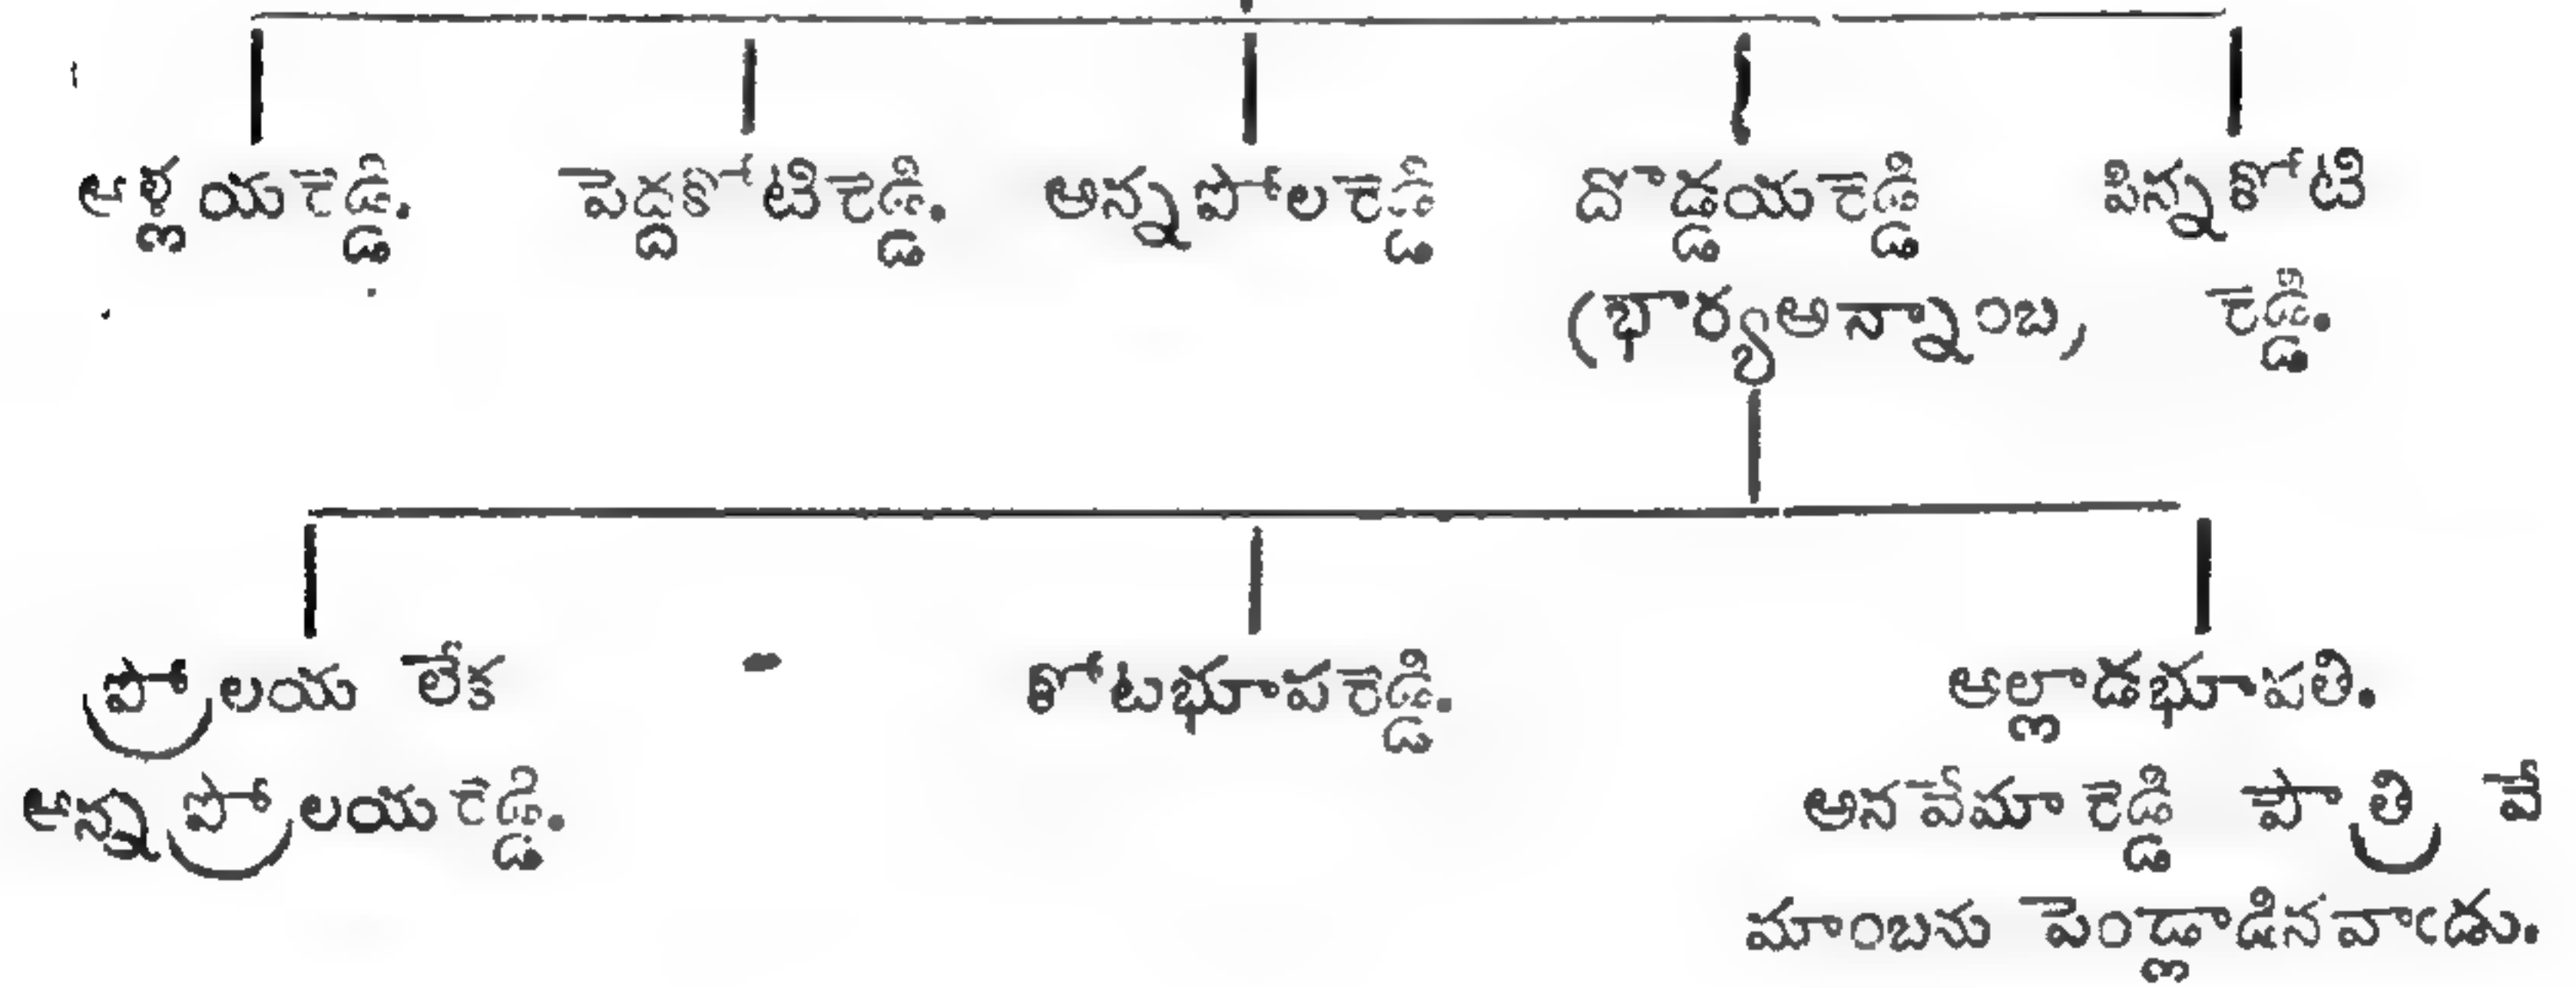 అళ్లయరెడ్డి. పెద్దకోటిరెడ్డి. అన్నపోలరెడ్డి దొడ్డయరెడ్డి పిన్నకోటి
(భార్యఅన్నాంబ) రెడ్డి.
ప్రోలయ లేక కోటభూపరెడ్డి. అల్లాడభూపతి.
అన్నప్రోలయరెడ్డి. అనవేమారెడ్డి పౌత్రి వే
మాంబను పెండ్లాడినవాఁడు.